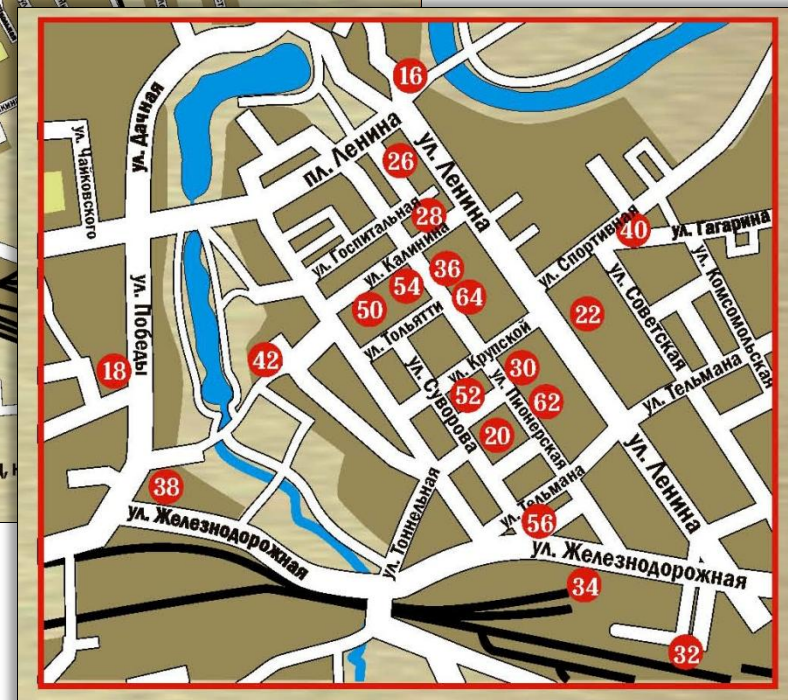 16
ул. Дачная
ул. Чайковского
пл. Ленина
ул. Ленина
26
28
ул. Госпитальная
ул. Калинина
40
ул. Спортивная
ул. Гагарина
36
54
64
50
22
ул. Советская
ул. Комсомольская
ул. Победы
18
42
ул. Тольятти
ул. Крупской
30
52
62
ул. Суворова
ул. Пионерская
20
ул. Тельмана
ул. Ленина
38
ул. Железнодорожная
ул. Тоннельная
ул. Тельмана
56
ул. Железнодорожная
34
32